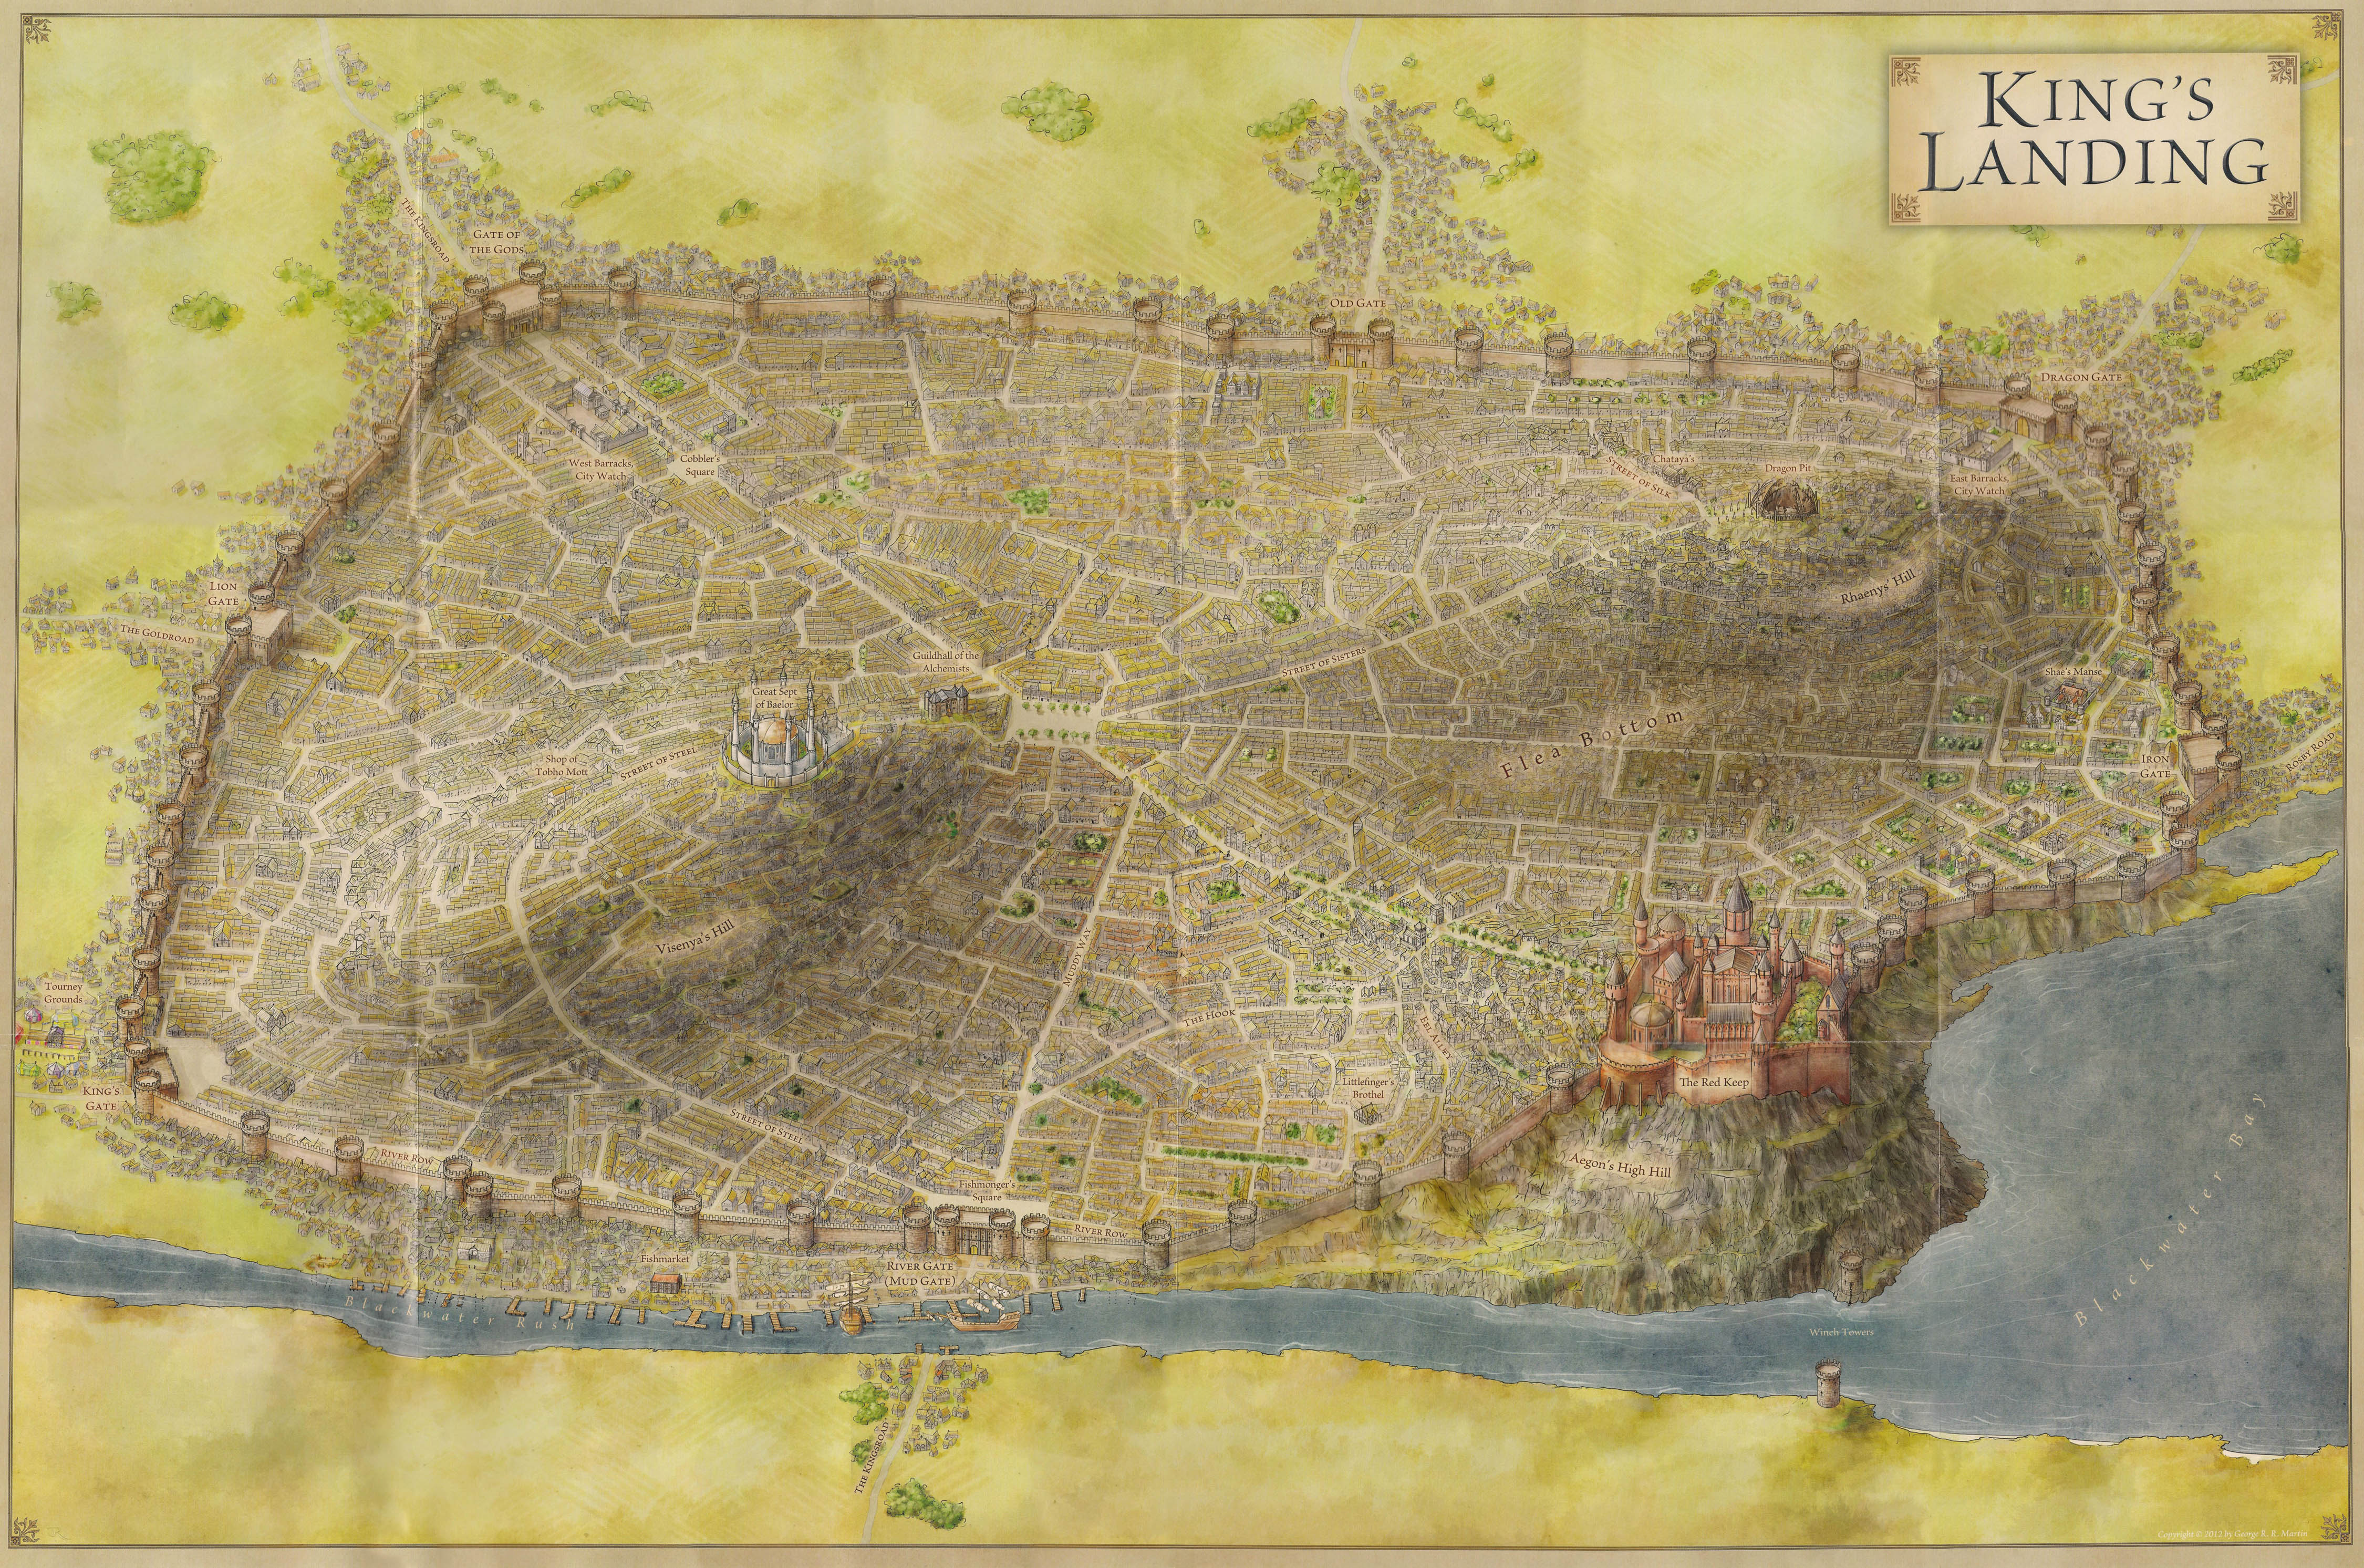 KING'S
LANDING
THE KINGSROAD
GATE OF
THE GODS
OLD GATE
DRAGON GATE
West Barracks,
City Watch
Cobbler's
Square
Chataya's
STREET OF SILK
Dragon Pit
East Barracks,
City Watch
LION
GATE
THE GOLDROAD
Rhaenys' Hill
Guildhall of the
Alchemists
STREET OF SISTERS
Great Sept
of Baelor
Shae's Manse
Flea Bottom
Shop of
Tobho Mott
STREET OF STEEL
IRON
GATE
ROSBY ROAD
Visenya's Hill
MUDDY WAY
Tourney
Grounds
THE HOOK
EEL ALLEY
KING'S
GATE
Littlefinger's
Brothel
The Red Keep
STREET OF STEEL
RIVER ROW
Aegon's High Hill
Fishmonger's
Square
RIVER ROW
Blackwater Bay
Fishmarket
RIVER GATE
(MUD GATE)
Blackwater Rush
Winch Towers
THE KINGSROAD
Copyright © 2012 by George R. R. Martin